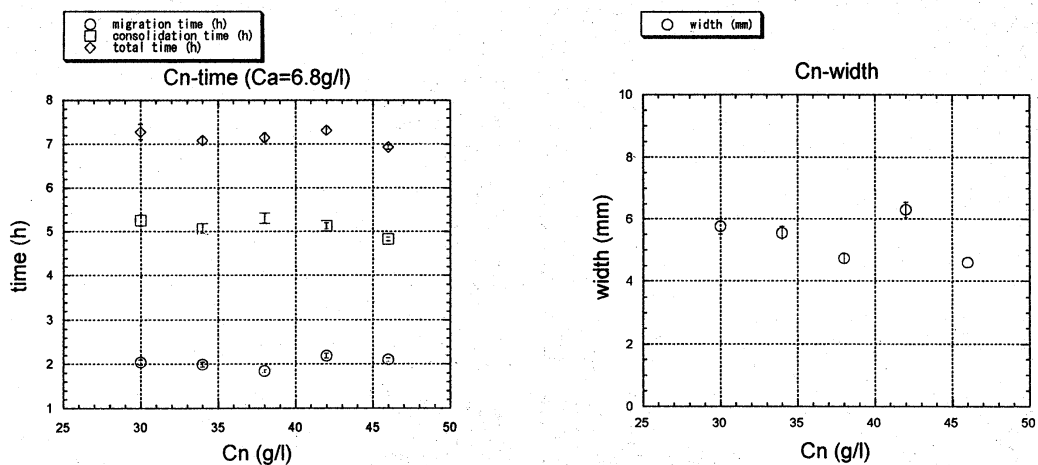 migration time (h)
consolidation time (h)
total time (h)
Cn-time (Ca=6.8g/l)
8
7
6
5
4
3
2
1
time (h)
25
30
35
40
45
50
Cn (g/l)
width (mm)
Cn-width
10
8
6
4
2
0
width (mm)
25
30
35
40
45
50
Cn (g/l)